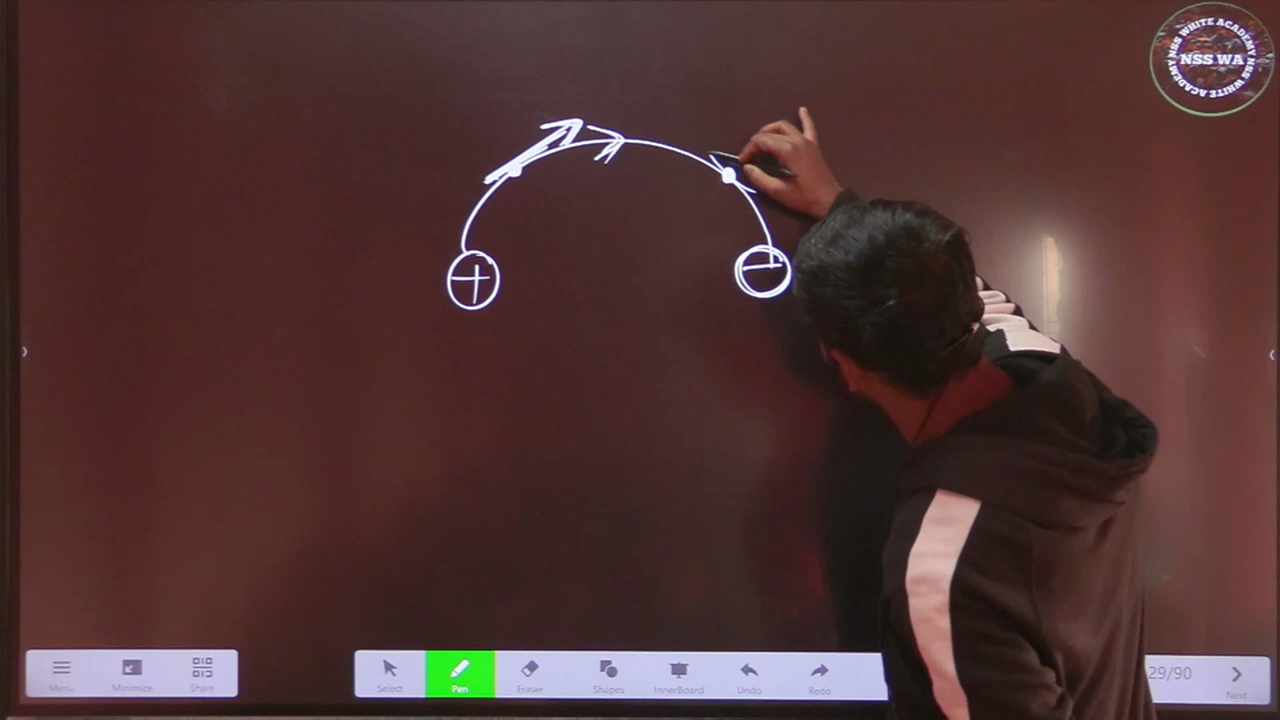 NSS WHITE ACADEMY NSS WHITE ACADEMY
NSS WA
+
−
Menu
Minimize
Share
Select
Pen
Eraser
Shapes
InnerBoard
Undo
Redo
29/90
Next